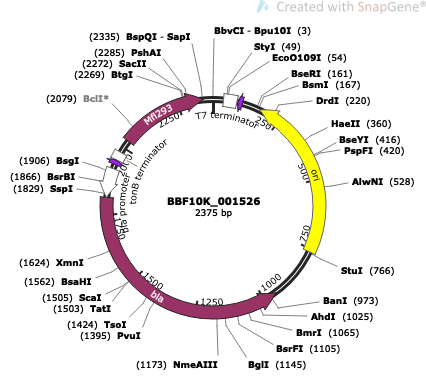 Created with SnapGene®
(2335) BspQI - SapI
BbvCI - Bpu10I (3)
(2285) PshAI
StyI (49)
(2272) SacII
EcoO109I (54)
(2269) BtgI
BseRI (161)
BsmI (167)
(2079) BclI*
DrdI (220)
Mfl293
2250
T7 terminator
250
HaeII (360)
BseYI (416)
PspFI (420)
tonB terminator
2000
(1906) BsgI
(1866) BsrBI
(1829) SspI
AlwNI (528)
500
ori
BBF10K_001526
2375 bp
750
StuI (766)
(1624) XmnI
(1562) BsaHI
(1505) ScaI
(1503) TatI
(1424) TsoI
(1395) PvuI
1500
bla
1250
1000
BanI (973)
AhdI (1025)
BmrI (1065)
BsrFI (1105)
BglI (1145)
(1173) NmeAIII